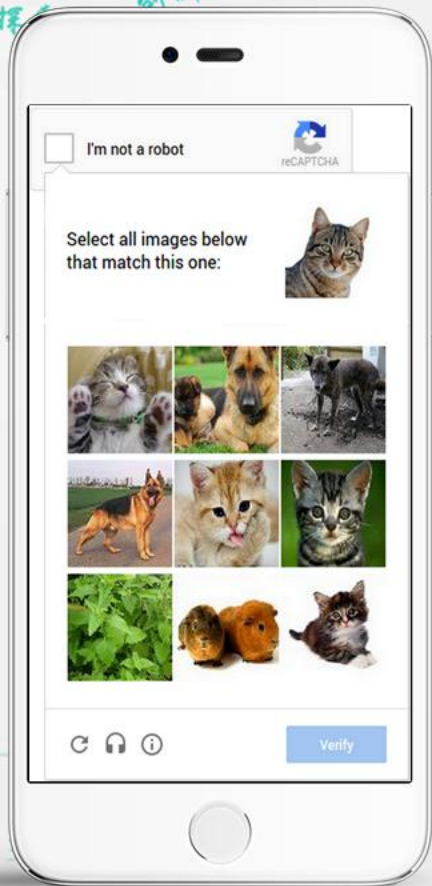 I'm not a robot
reCAPTCHA
Select all images below
that match this one:
Verify